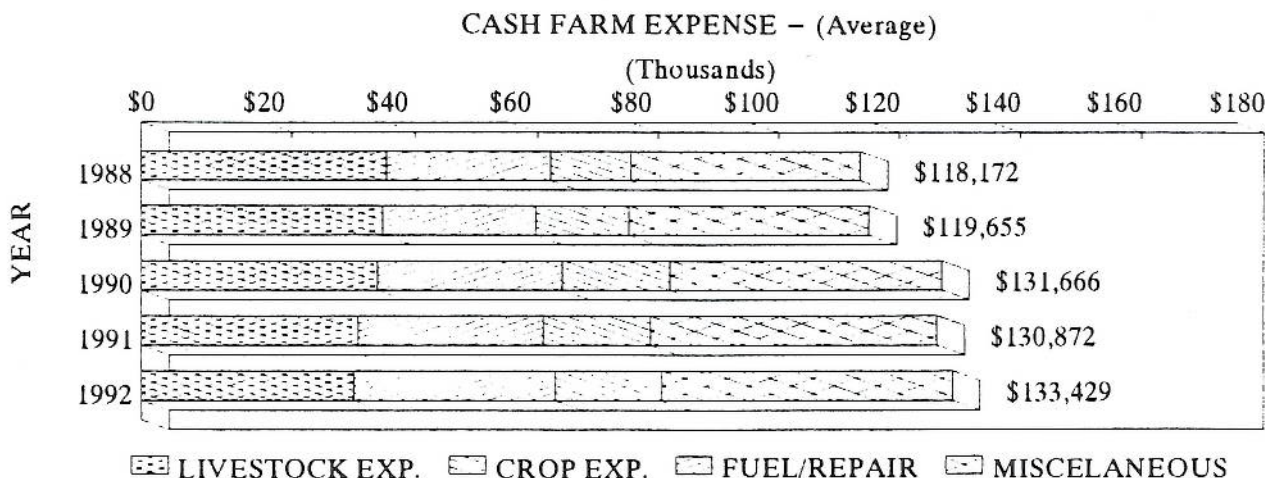 CASH FARM EXPENSE – (Average)
(Thousands)
$0 $20 $40 $60 $80 $100 $120 $140 $160 $180
YEAR
1988 $118,172
1989 $119,655
1990 $131,666
1991 $130,872
1992 $133,429
LIVESTOCK EXP. CROP EXP. FUEL/REPAIR MISCELANEOUS